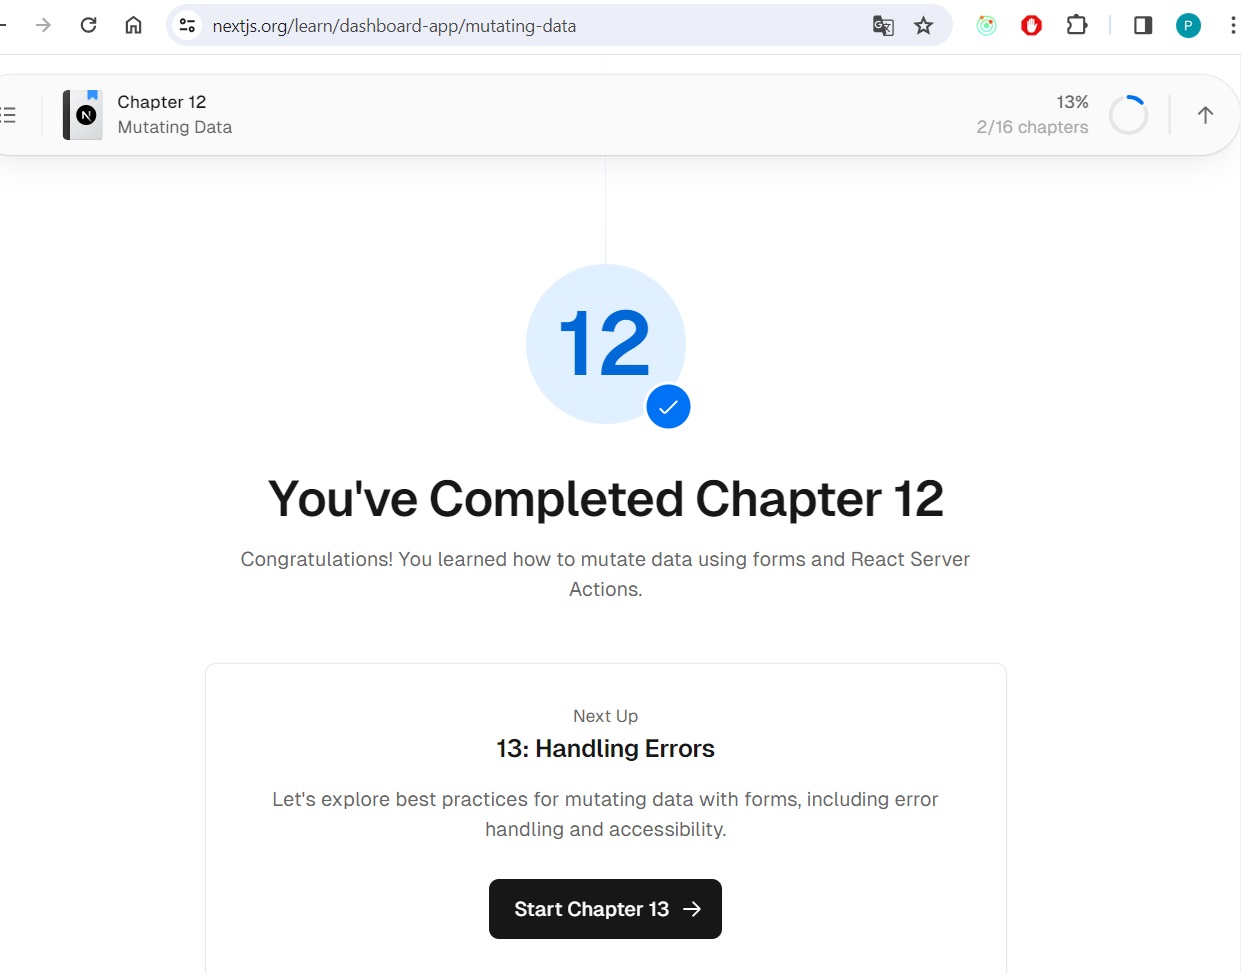 nextjs.org/learn/dashboard-app/mutating-data
P
N
Chapter 12
Mutating Data
13%
2/16 chapters
12
You've Completed Chapter 12
Congratulations! You learned how to mutate data using forms and React Server
Actions.
Next Up
13: Handling Errors
Let's explore best practices for mutating data with forms, including error
handling and accessibility.
Start Chapter 13 →